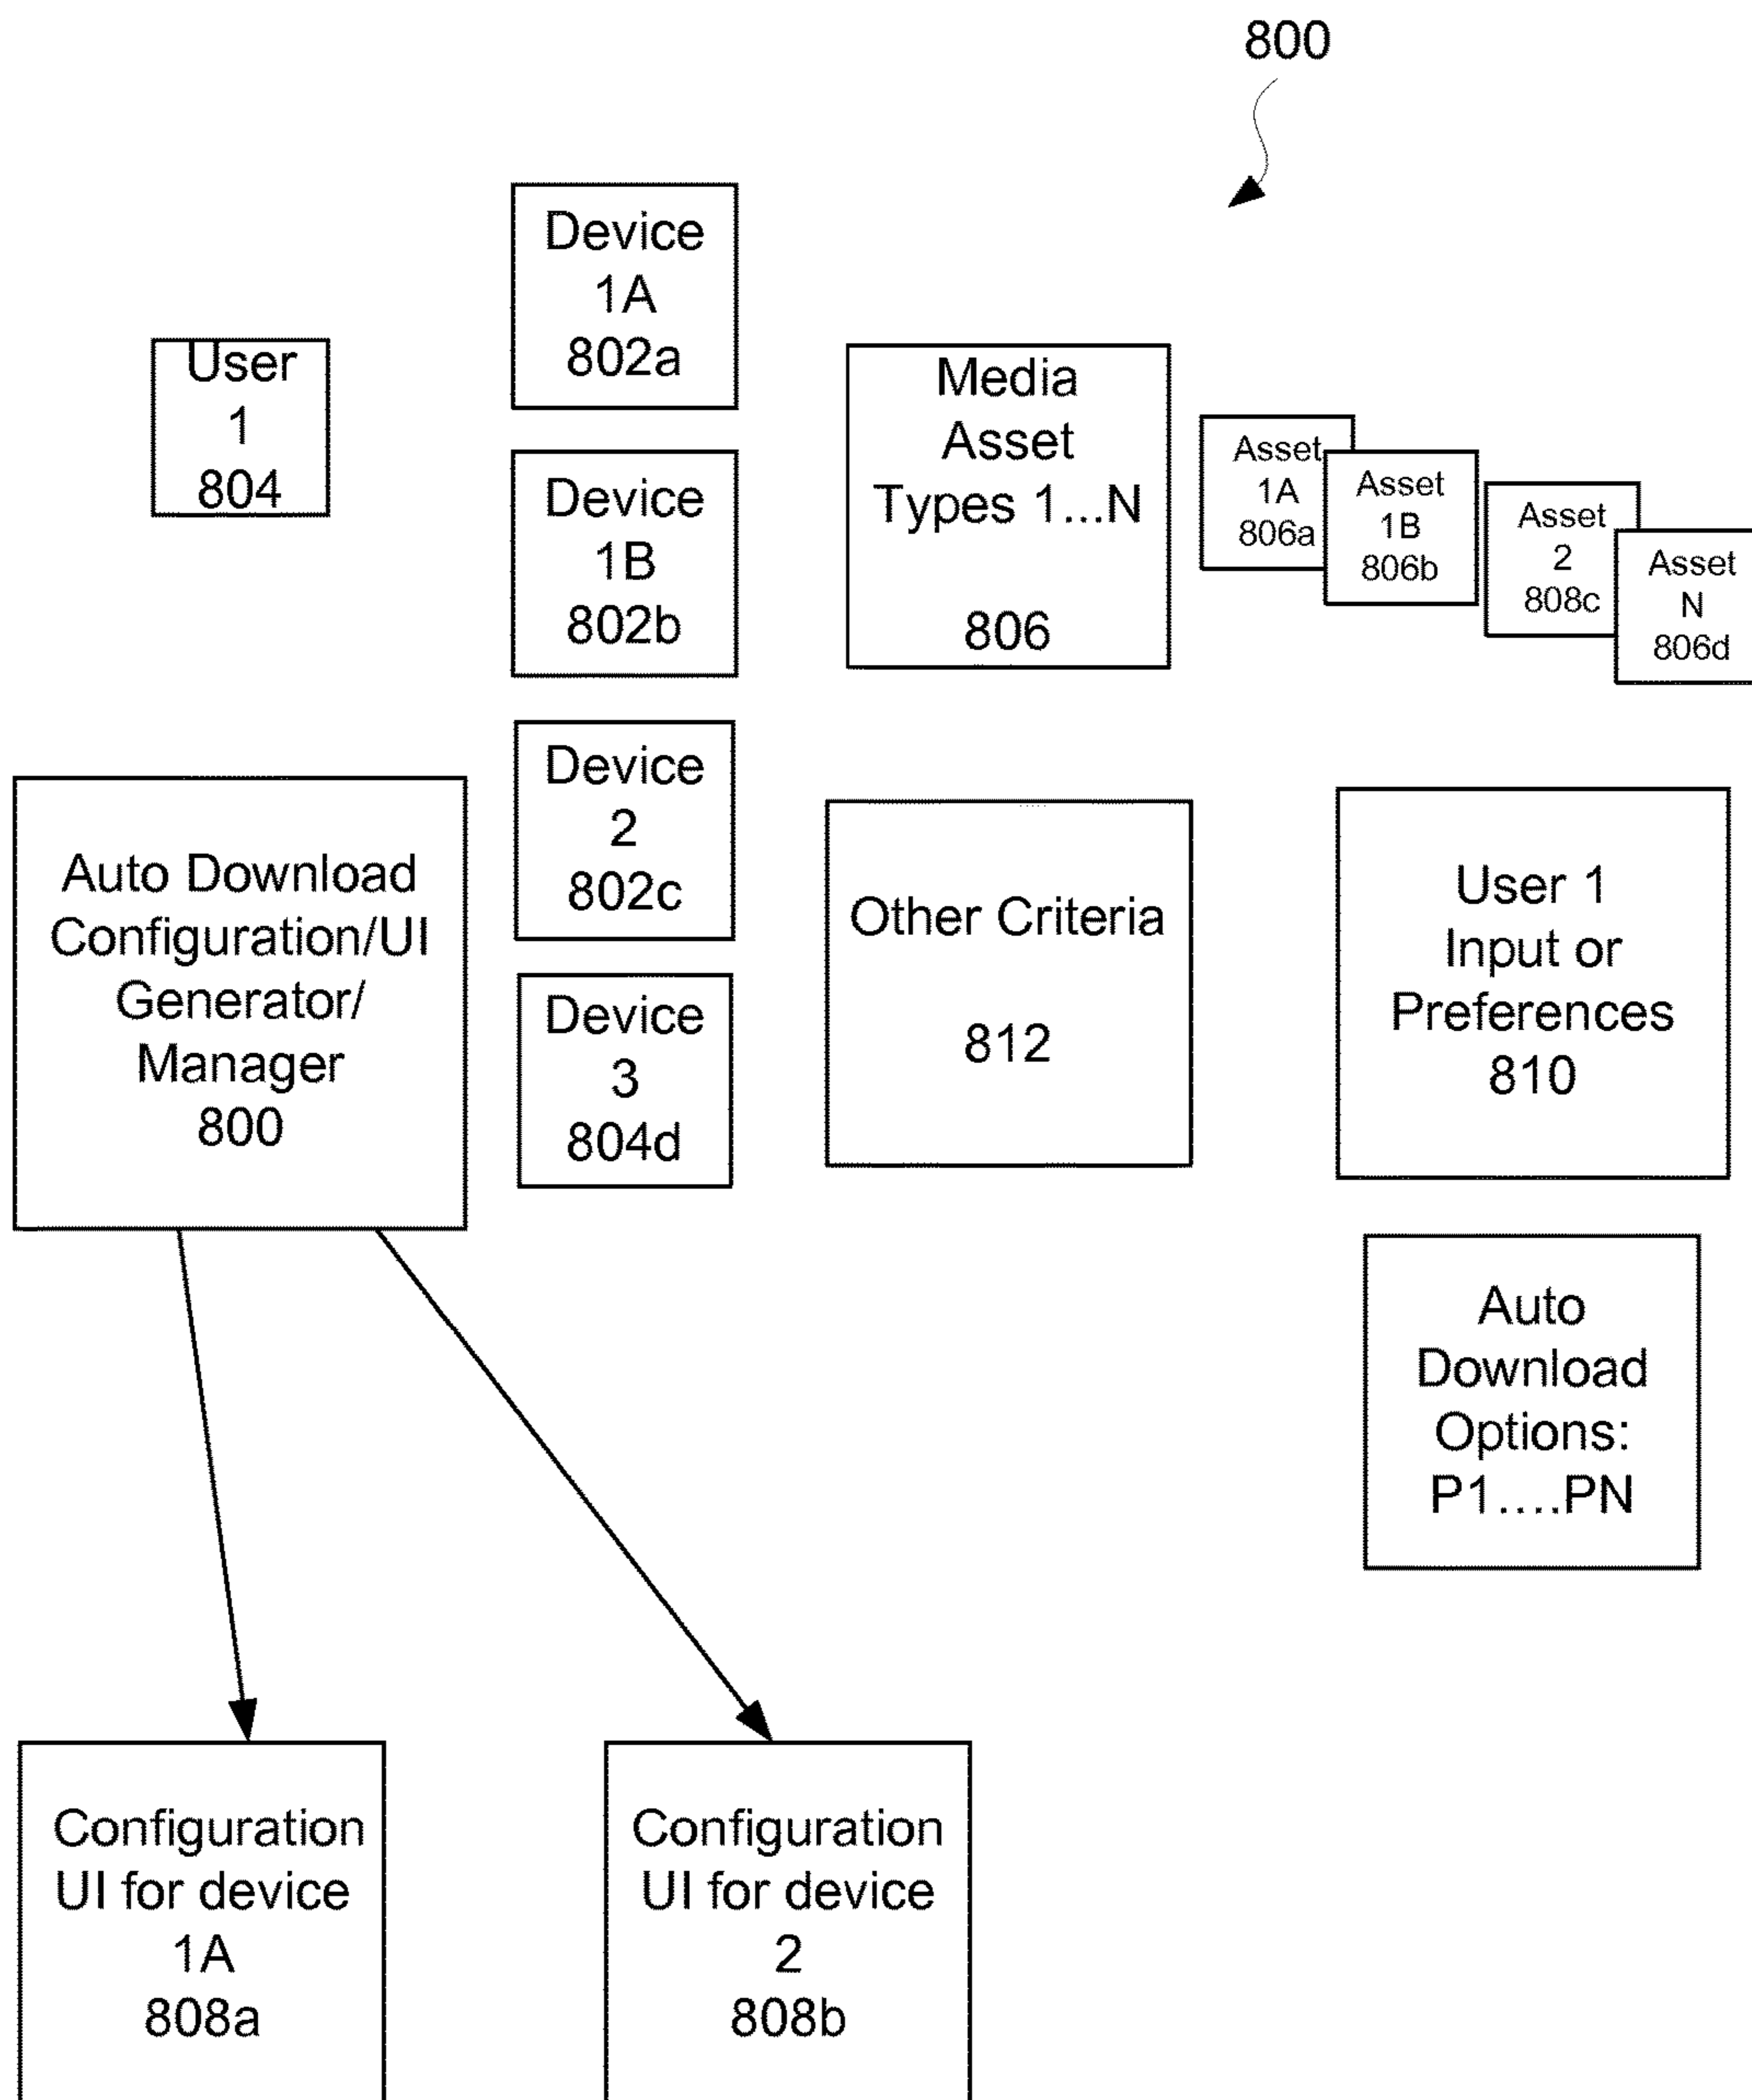 800
User
1
804
Device
1A
802a
Device
1B
802b
Device
2
802c
Device
3
804d
Media
Asset
Types 1...N
806
Asset
1A
806a
Asset
1B
806b
Asset
2
808c
Asset
N
806d
Auto Download
Configuration/UI
Generator/
Manager
800
Other Criteria
812
User 1
Input or
Preferences
810
Auto
Download
Options:
P1....PN
Configuration
UI for device
1A
808a
Configuration
UI for device
2
808b